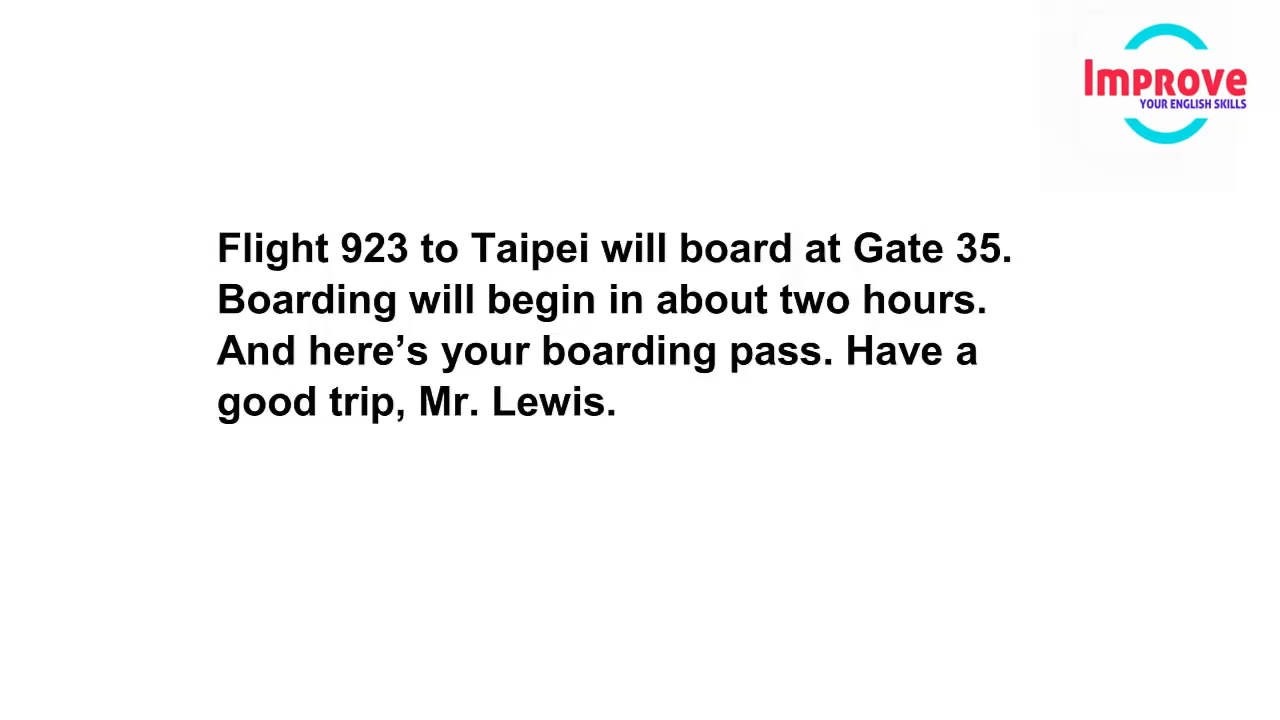 Improve
YOUR ENGLISH SKILLS
Flight 923 to Taipei will board at Gate 35.
Boarding will begin in about two hours.
And here’s your boarding pass. Have a
good trip, Mr. Lewis.